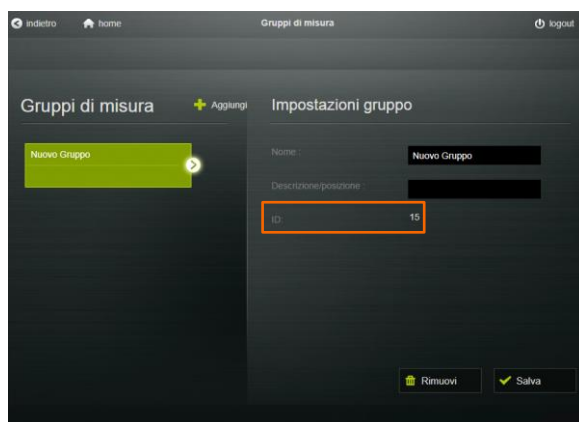 indietro home Gruppi di misura logout
Gruppi di misura Aggiungi
Nuovo Gruppo
Impostazioni gruppo
Nome : Nuovo Gruppo
Descrizione/posizione :
ID: 15
Rimuovi Salva